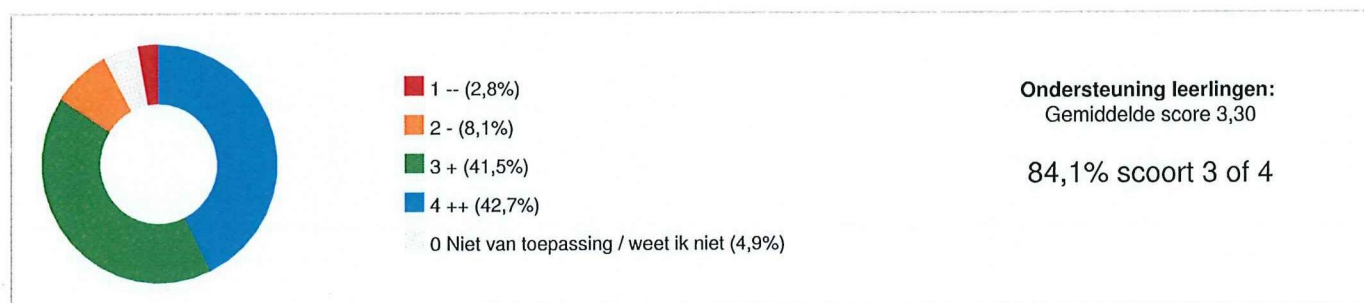 1 -- (2,8%)
2 - (8,1%)
3 + (41,5%)
4 ++ (42,7%)
0 Niet van toepassing / weet ik niet (4,9%)
Ondersteuning leerlingen:
Gemiddelde score 3,30
84,1% scoort 3 of 4